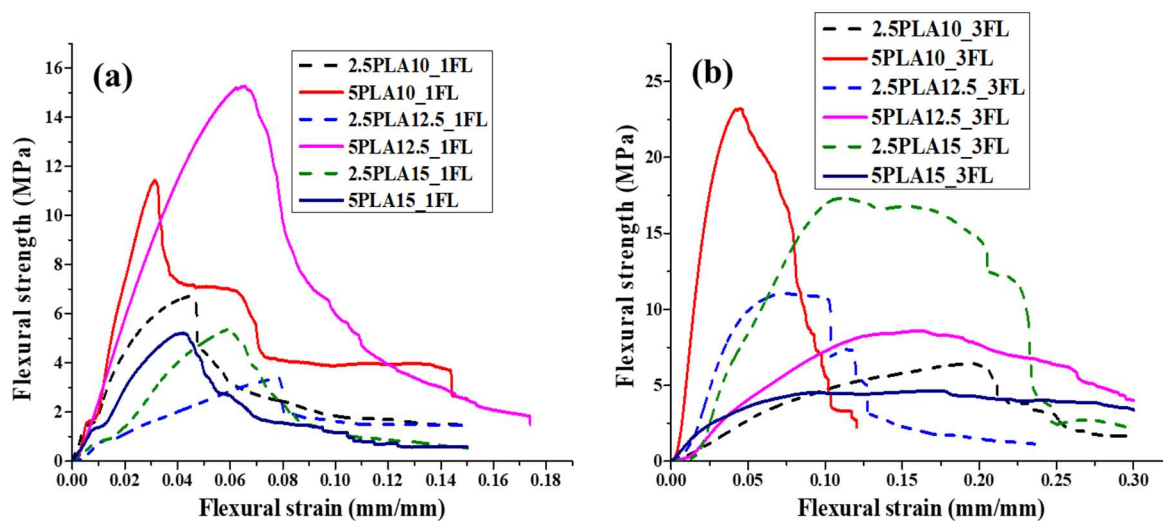 (a)
Flexural strength (MPa)
16
14
12
10
8
6
4
2
0
2.5PLA10_1FL
5PLA10_1FL
2.5PLA12.5_1FL
5PLA12.5_1FL
2.5PLA15_1FL
5PLA15_1FL
0.00 0.02 0.04 0.06 0.08 0.10 0.12 0.14 0.16 0.18
Flexural strain (mm/mm)
(b)
Flexural strength (MPa)
25
20
15
10
5
0
2.5PLA10_3FL
5PLA10_3FL
2.5PLA12.5_3FL
5PLA12.5_3FL
2.5PLA15_3FL
5PLA15_3FL
0.00 0.05 0.10 0.15 0.20 0.25 0.30
Flexural strain (mm/mm)